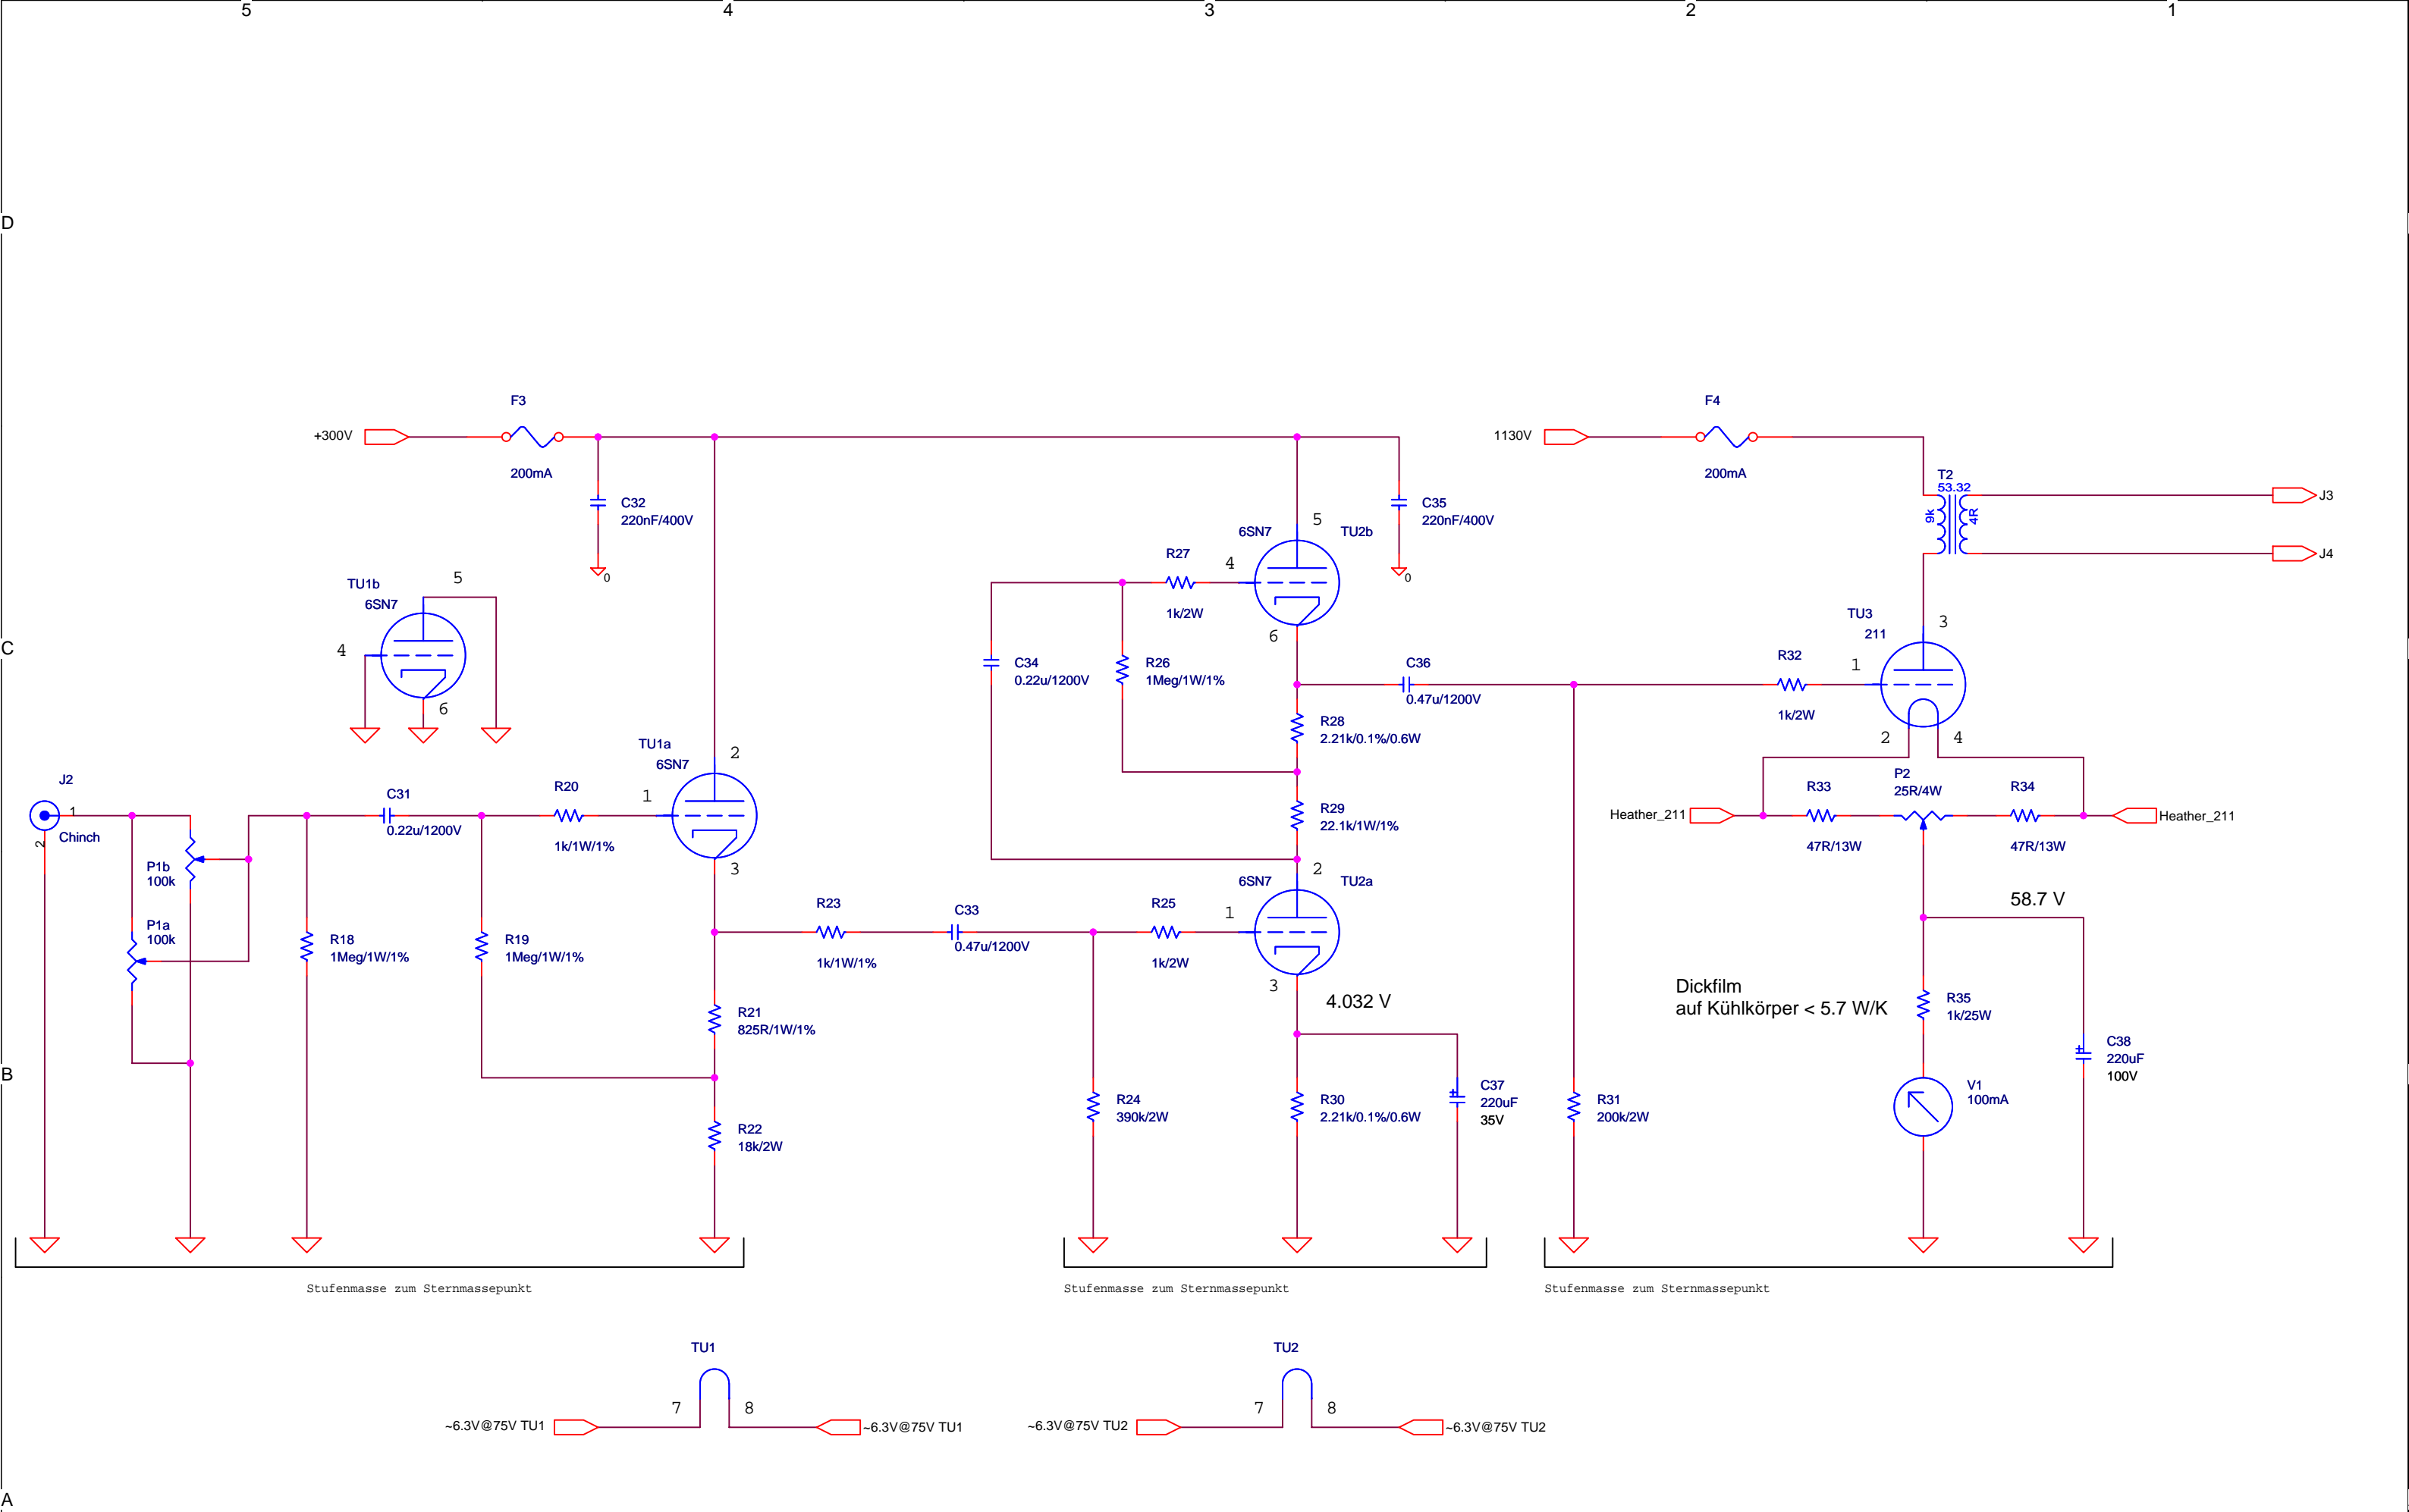 5
4
3
2
1
D
C
B
A
F3
+300V
200mA
C32
220nF/400V
0
TU1b
6SN7
5
4
6
TU1a
6SN7
2
1
3
J2
1
2
Chinch
P1b
100k
P1a
100k
C31
0.22u/1200V
R20
1k/1W/1%
R18
1Meg/1W/1%
R19
1Meg/1W/1%
R21
825R/1W/1%
R22
18k/2W
R23
1k/1W/1%
C33
0.47u/1200V
R25
1k/2W
R24
390k/2W
C34
0.22u/1200V
R26
1Meg/1W/1%
R27
1k/2W
6SN7
TU2b
5
4
6
C35
220nF/400V
0
C36
0.47u/1200V
R28
2.21k/0.1%/0.6W
R29
22.1k/1W/1%
6SN7
TU2a
2
1
3
4.032 V
R30
2.21k/0.1%/0.6W
C37
220uF
35V
F4
1130V
200mA
T2
53.32
9k
4R
J3
J4
TU3
211
3
1
2
4
R32
1k/2W
R31
200k/2W
P2
25R/4W
R33
47R/13W
R34
47R/13W
Heather_211
Heather_211
58.7 V
Dickfilm
auf Kühlkörper < 5.7 W/K
R35
1k/25W
C38
220uF
100V
V1
100mA
Stufenmasse zum Sternmassepunkt
Stufenmasse zum Sternmassepunkt
Stufenmasse zum Sternmassepunkt
TU1
7
8
~6.3V@75V TU1
~6.3V@75V TU1
TU2
7
8
~6.3V@75V TU2
~6.3V@75V TU2